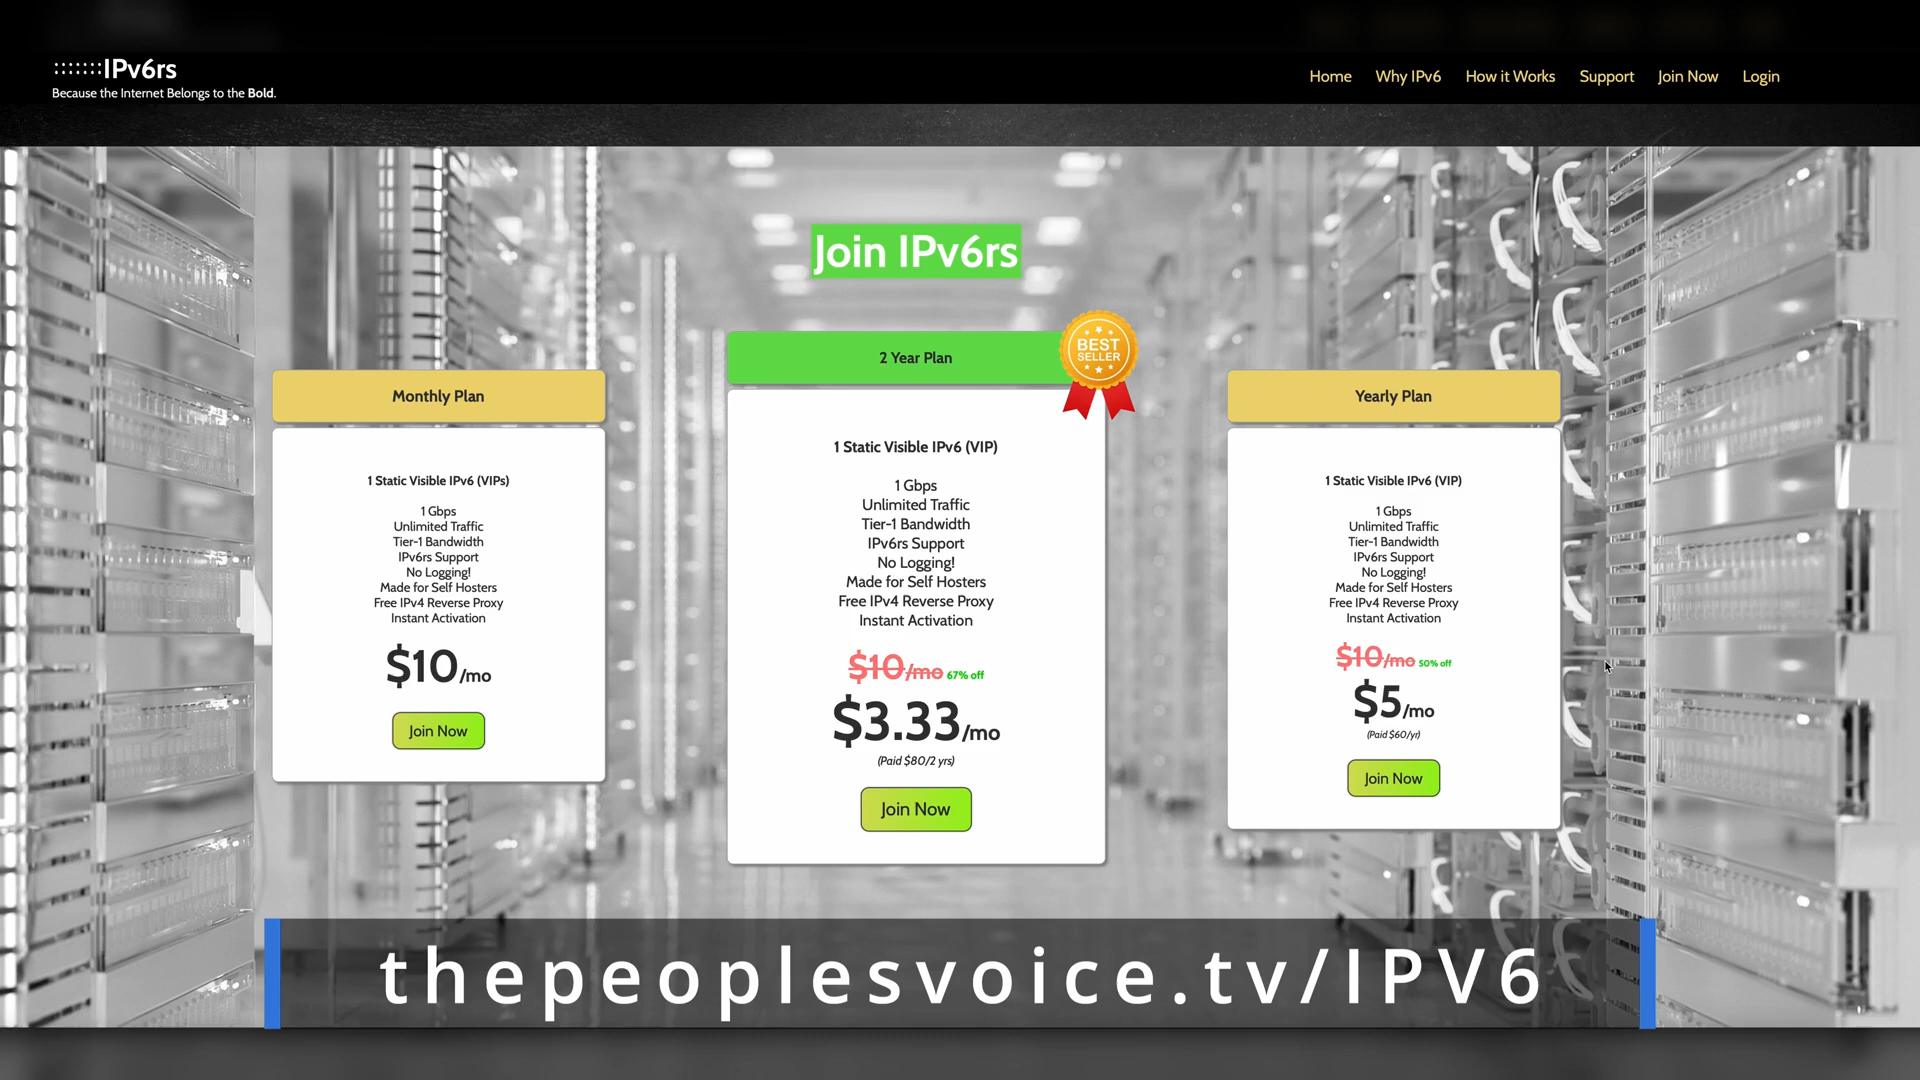 :::::::IPv6rs
Because the Internet Belongs to the Bold.
Home Why IPv6 How it Works Support Join Now Login
Join IPv6rs
Monthly Plan
1 Static Visible IPv6 (VIPs)
1 Gbps
Unlimited Traffic
Tier-1 Bandwidth
IPv6rs Support
No Logging!
Made for Self Hosters
Free IPv4 Reverse Proxy
Instant Activation
$10/mo
Join Now
2 Year Plan
BEST
SELLER
1 Static Visible IPv6 (VIP)
1 Gbps
Unlimited Traffic
Tier-1 Bandwidth
IPv6rs Support
No Logging!
Made for Self Hosters
Free IPv4 Reverse Proxy
Instant Activation
$10/mo 67% off
$3.33/mo
(Paid $80/2 yrs)
Join Now
Yearly Plan
1 Static Visible IPv6 (VIP)
1 Gbps
Unlimited Traffic
Tier-1 Bandwidth
IPv6rs Support
No Logging!
Made for Self Hosters
Free IPv4 Reverse Proxy
Instant Activation
$10/mo 50% off
$5/mo
(Paid $60/yr)
Join Now
thepeoplesvoice.tv/IPV6